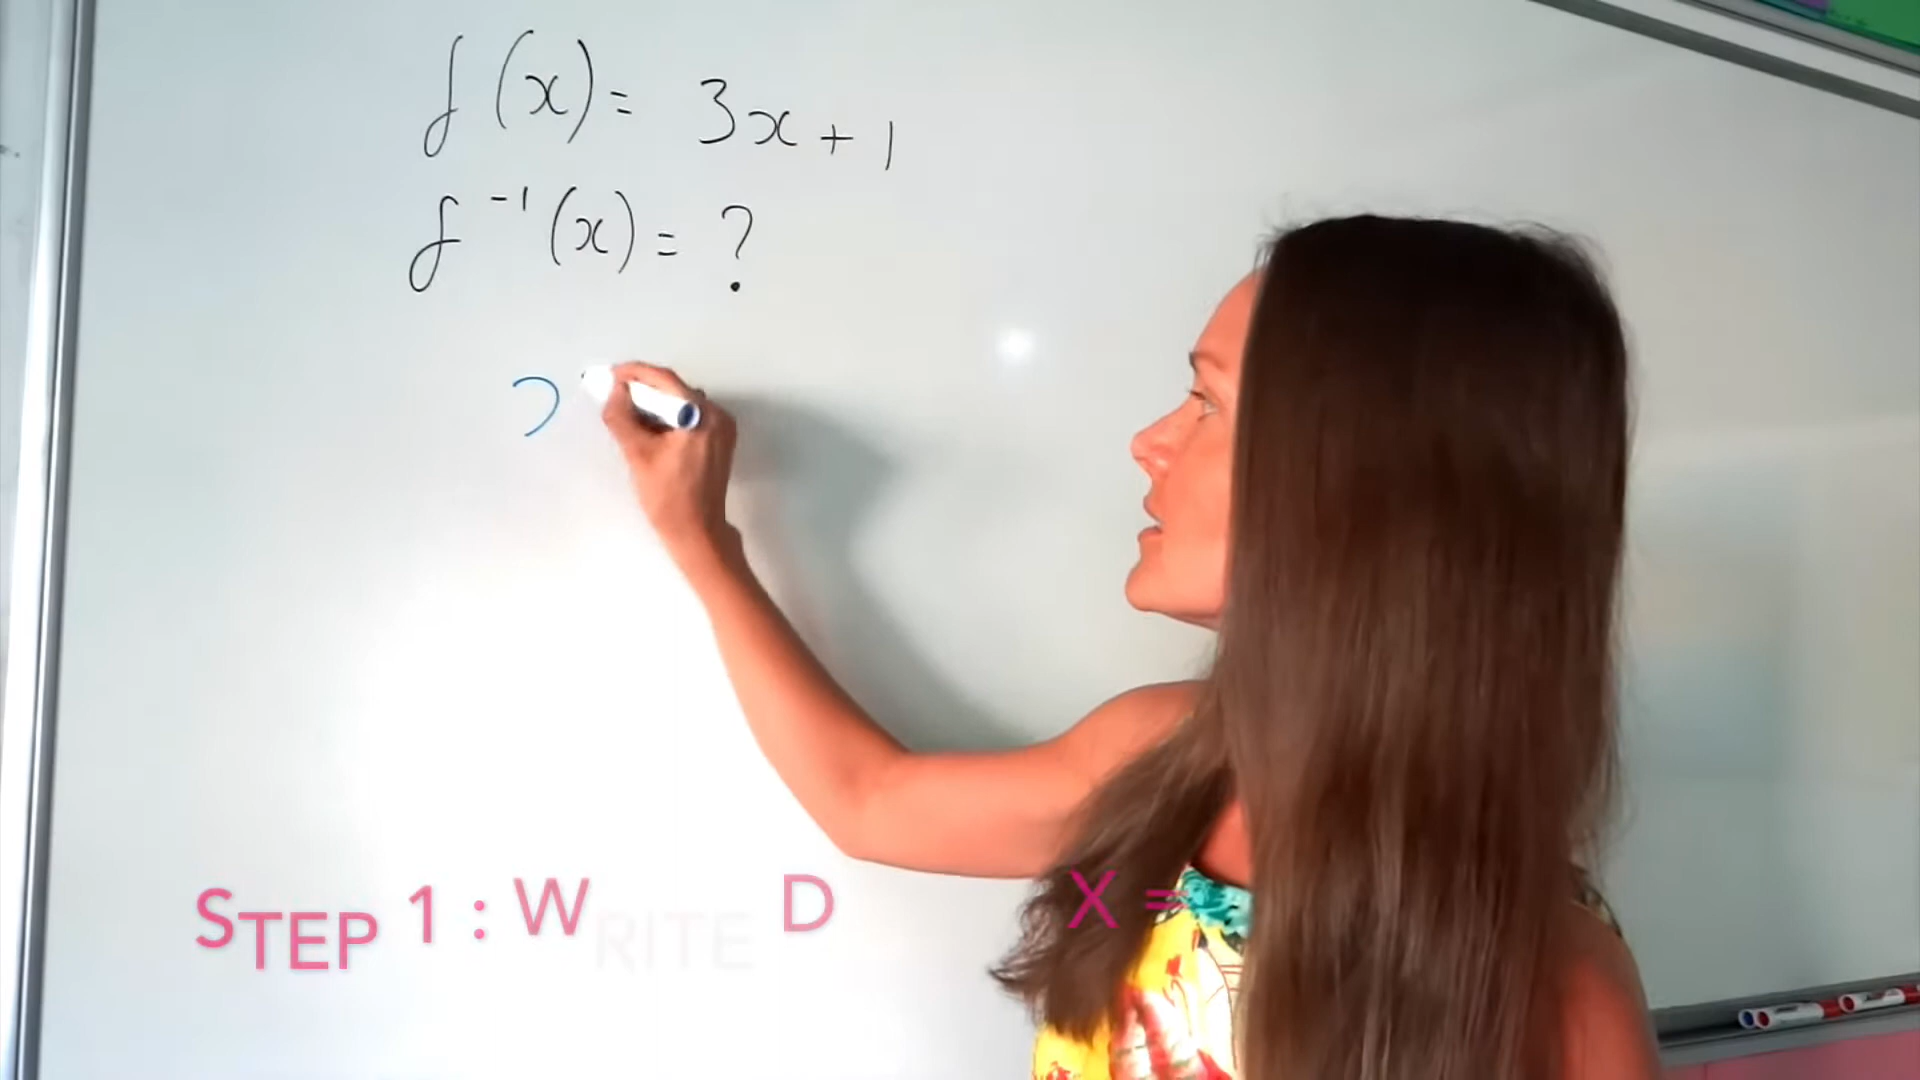 f(x) = 3x + 1
f⁻¹(x) = ?
STEP 1 : WRITE D X =